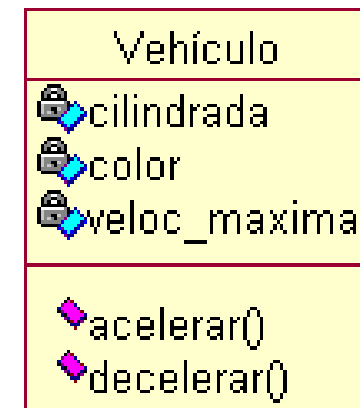 Vehículo
cilindrada
color
veloc_maxima
acelerar()
decelerar()